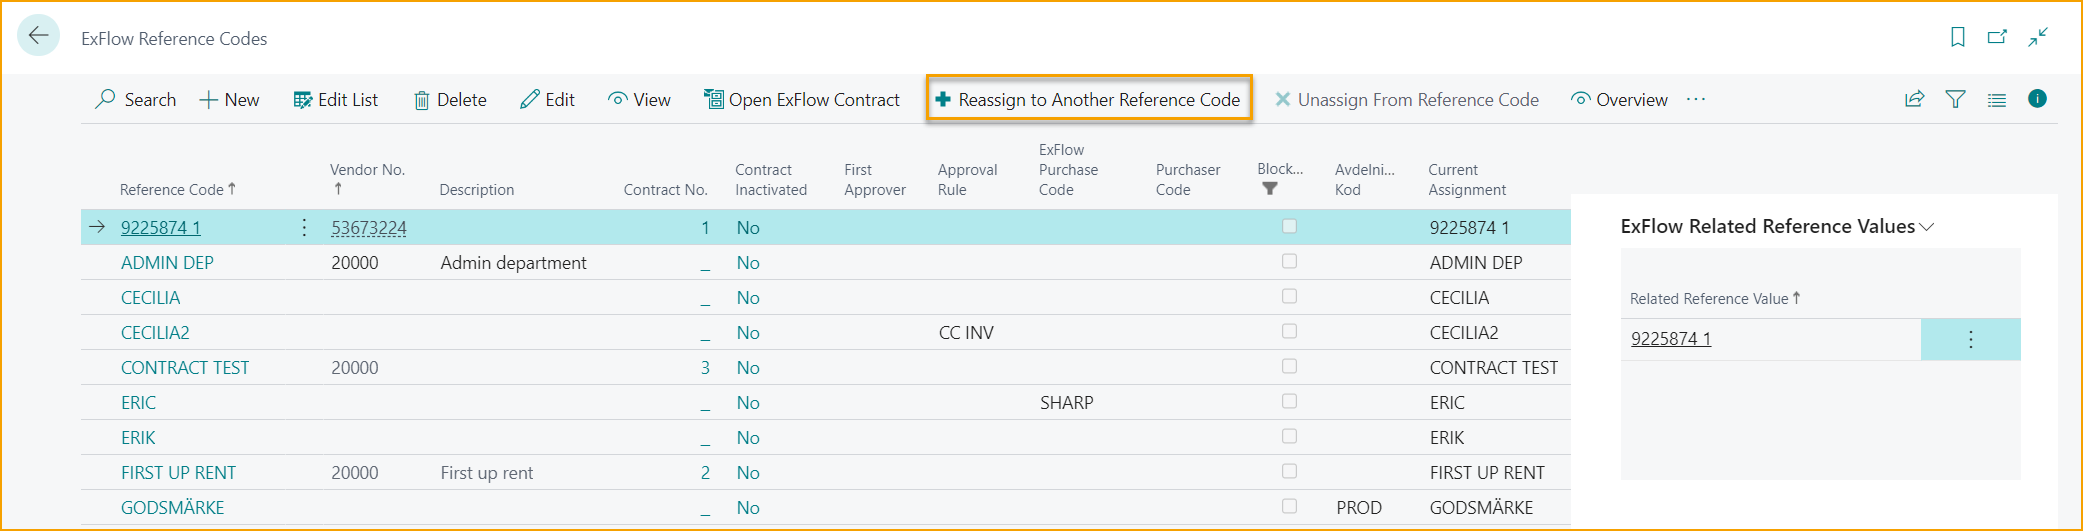 ExFlow Reference Codes
Search New Edit List Delete Edit View Open ExFlow Contract Reassign to Another Reference Code Unassign From Reference Code Overview ...
Reference Code ↑ Vendor No. ↑ Description Contract No. Contract Inactivated First Approver Approval Rule ExFlow Purchase Code Purchaser Code Block... Avdelni... Kod Current Assignment
9225874 1 53673224 1 No 9225874 1
ADMIN DEP 20000 Admin department _ No ADMIN DEP
CECILIA _ No CECILIA
CECILIA2 _ No CC INV CECILIA2
CONTRACT TEST 20000 3 No CONTRACT TEST
ERIC _ No SHARP ERIC
ERIK _ No ERIK
FIRST UP RENT 20000 First up rent 2 No FIRST UP RENT
GODSMÄRKE _ No PROD GODSMÄRKE
ExFlow Related Reference Values
Related Reference Value ↑
9225874 1